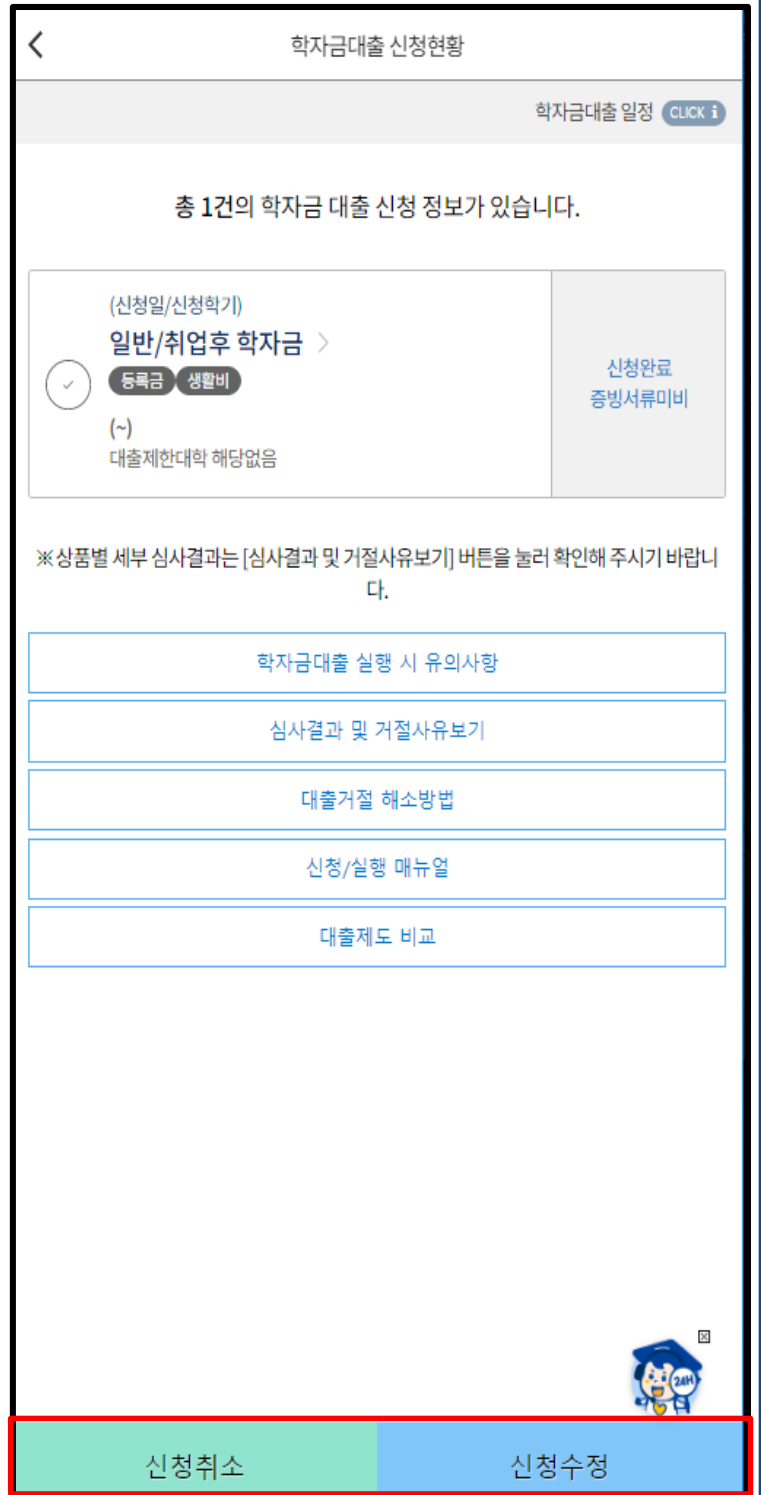 학자금대출 신청현황
학자금대출 일정 CLICK i
총 1건의 학자금 대출 신청 정보가 있습니다.
(신청일/신청학기)
일반/취업후 학자금
등록금 생활비
(~)
대출제한대학 해당없음
신청완료
증빙서류미비
※ 상품별 세부 심사결과는 [심사결과 및 거절사유보기] 버튼을 눌러 확인해 주시기 바랍니
다.
학자금대출 실행 시 유의사항
심사결과 및 거절사유보기
대출거절 해소방법
신청/실행 매뉴얼
대출제도 비교
24H
신청취소
신청수정